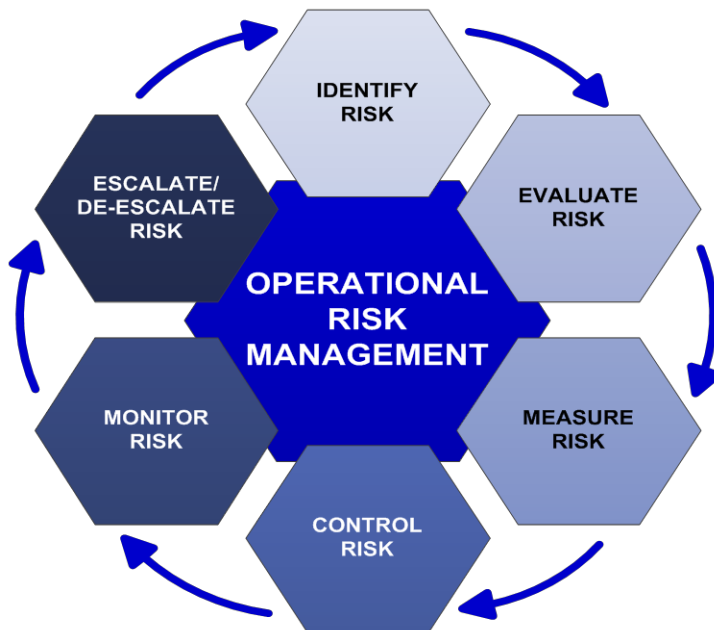 IDENTIFY
RISK
EVALUATE
RISK
MEASURE
RISK
CONTROL
RISK
MONITOR
RISK
ESCALATE/
DE-ESCALATE
RISK
OPERATIONAL
RISK
MANAGEMENT